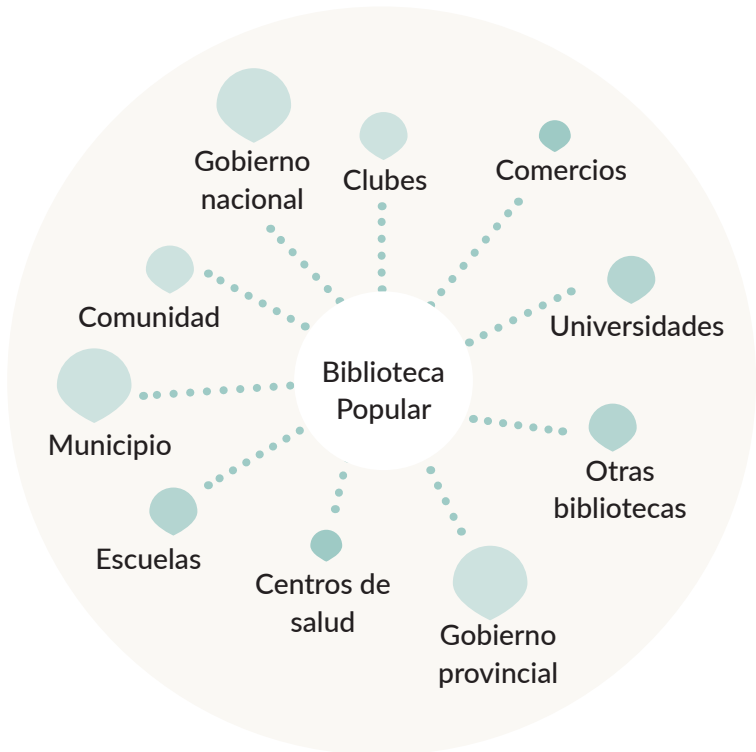 Gobierno
nacional
Clubes
Comercios
Comunidad
Universidades
Biblioteca
Popular
Municipio
Otras
bibliotecas
Escuelas
Centros de
salud
Gobierno
provincial